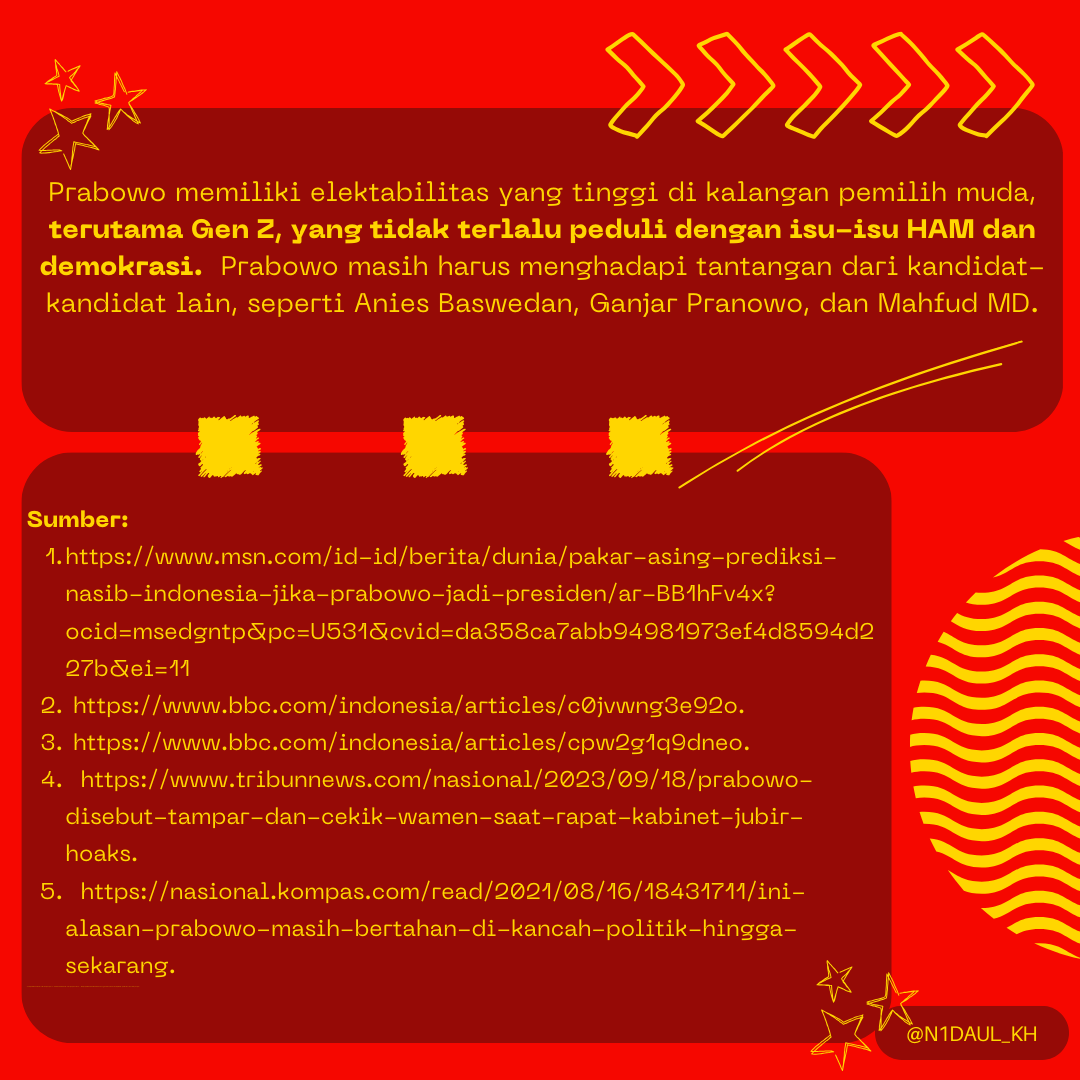 Prabowo memiliki elektabilitas yang tinggi di kalangan pemilih muda,
terutama Gen Z, yang tidak terlalu peduli dengan isu-isu HAM dan
demokrasi. Prabowo masih harus menghadapi tantangan dari kandidat-
kandidat lain, seperti Anies Baswedan, Ganjar Pranowo, dan Mahfud MD.
Sumber:
1. https://www.msn.com/id-id/berita/dunia/pakar-asing-prediksi-
nasib-indonesia-jika-prabowo-jadi-presiden/ar-BB1hFv4x?
ocid=msedgntp&pc=U531&cvid=da358ca7abb94981973ef4d8594d2
27b&ei=11
2. https://www.bbc.com/indonesia/articles/c0jvwng3e92o.
3. https://www.bbc.com/indonesia/articles/cpw2g1q9dneo.
4. https://www.tribunnews.com/nasional/2023/09/18/prabowo-
disebut-tampar-dan-cekik-wamen-saat-rapat-kabinet-jubir-
hoaks.
5. https://nasional.kompas.com/read/2021/08/16/18431711/ini-
alasan-prabowo-masih-bertahan-di-kancah-politik-hingga-
sekarang.
@N1DAUL_KH